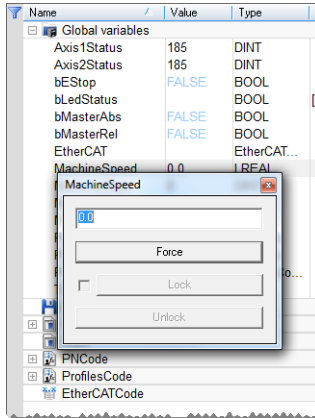 Name / Value Type
Global variables
Axis1Status 185 DINT
Axis2Status 185 DINT
bEStop FALSE BOOL
bLedStatus BOOL
bMasterAbs FALSE BOOL
bMasterRel FALSE BOOL
EtherCAT EtherCAT...
MachineSpeed 0.0 LREAL
MachineSpeed
0.0
Force
Lock
Unlock
PNCode
ProfilesCode
EtherCATCode